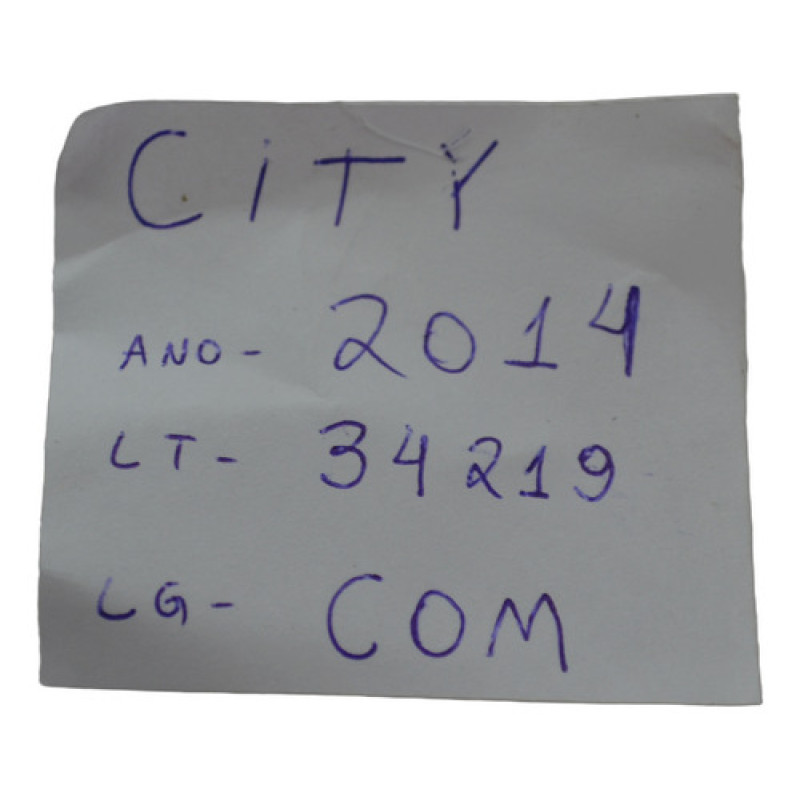 CiTY
ANO- 2014
LT- 34219
LG- COM